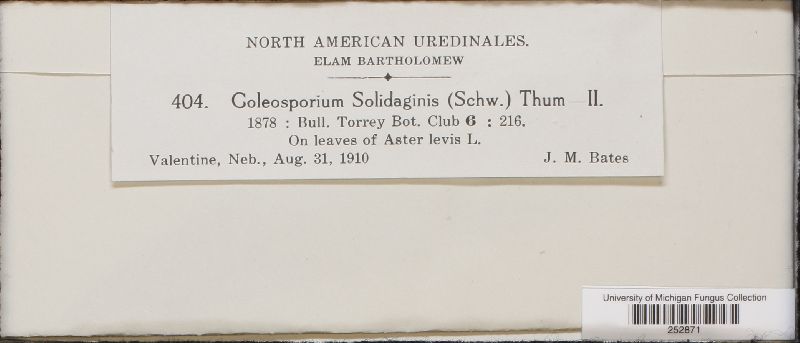 NORTH AMERICAN UREDINALES.
ELAM BARTHOLOMEW
404. Coleosporium Solidaginis (Schw.) Thum II.
1878 : Bull. Torrey Bot. Club 6 : 216.
On leaves of Aster levis L.
Valentine, Neb., Aug. 31, 1910 J. M. Bates
University of Michigan Fungus Collection
252871